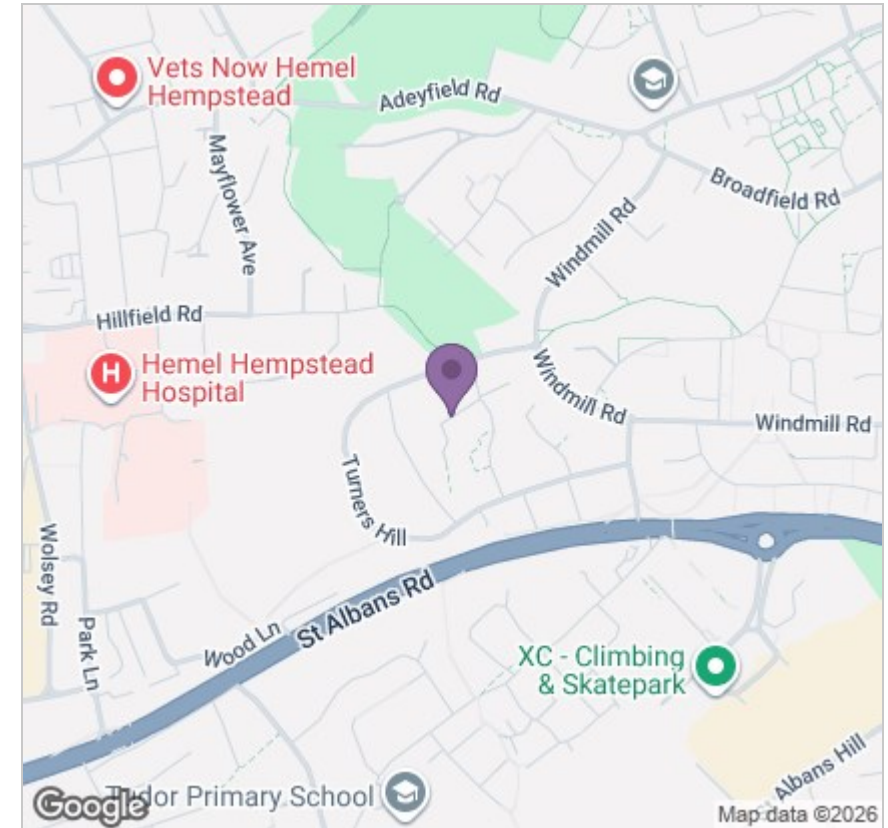 Vets Now Hemel
Hempstead
Adeyfield Rd
Mayflower Ave
Broadfield Rd
Windmill Rd
Hillfield Rd
H
Hemel Hempstead
Hospital
Windmill Rd
Windmill Rd
Turners Hill
Wolsey Rd
Park Ln
St Albans Rd
Wood Ln
XC - Climbing
& Skatepark
St Albans Hill
Tudor Primary School
Google
Map data ©2026